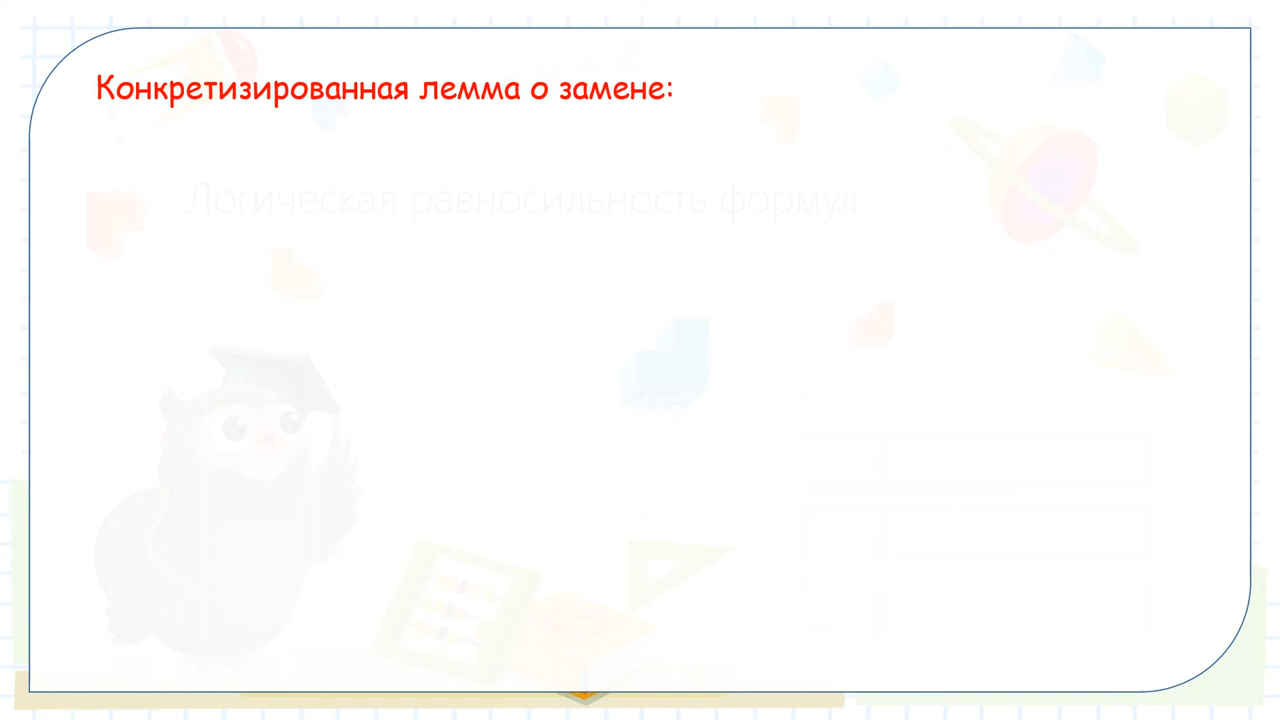 Конкретизированная лемма о замене:
Логическая равносильность формул